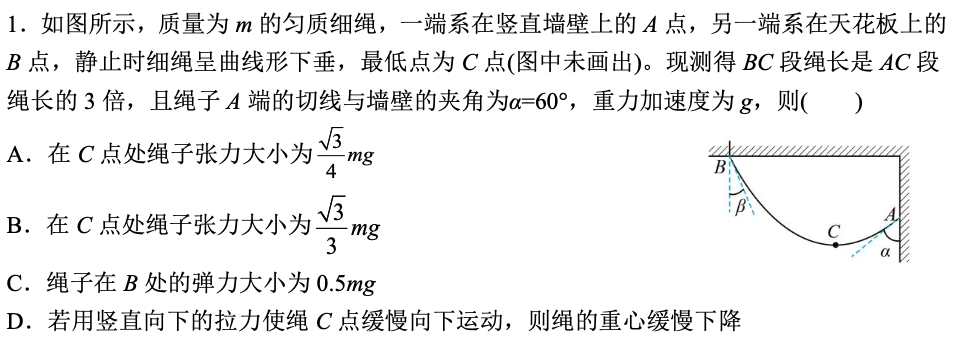 1．如图所示，质量为 m 的匀质细绳，一端系在竖直墙壁上的 A 点，另一端系在天花板上的
B 点，静止时细绳呈曲线形下垂，最低点为 C 点(图中未画出)。现测得 BC 段绳长是 AC 段
绳长的 3 倍，且绳子 A 端的切线与墙壁的夹角为α=60°，重力加速度为 g，则(　　)
A．在 C 点处绳子张力大小为 √3/4 mg
B．在 C 点处绳子张力大小为 √3/3 mg
C．绳子在 B 处的弹力大小为 0.5mg
D．若用竖直向下的拉力使绳 C 点缓慢向下运动，则绳的重心缓慢下降
B
β
C
A
α